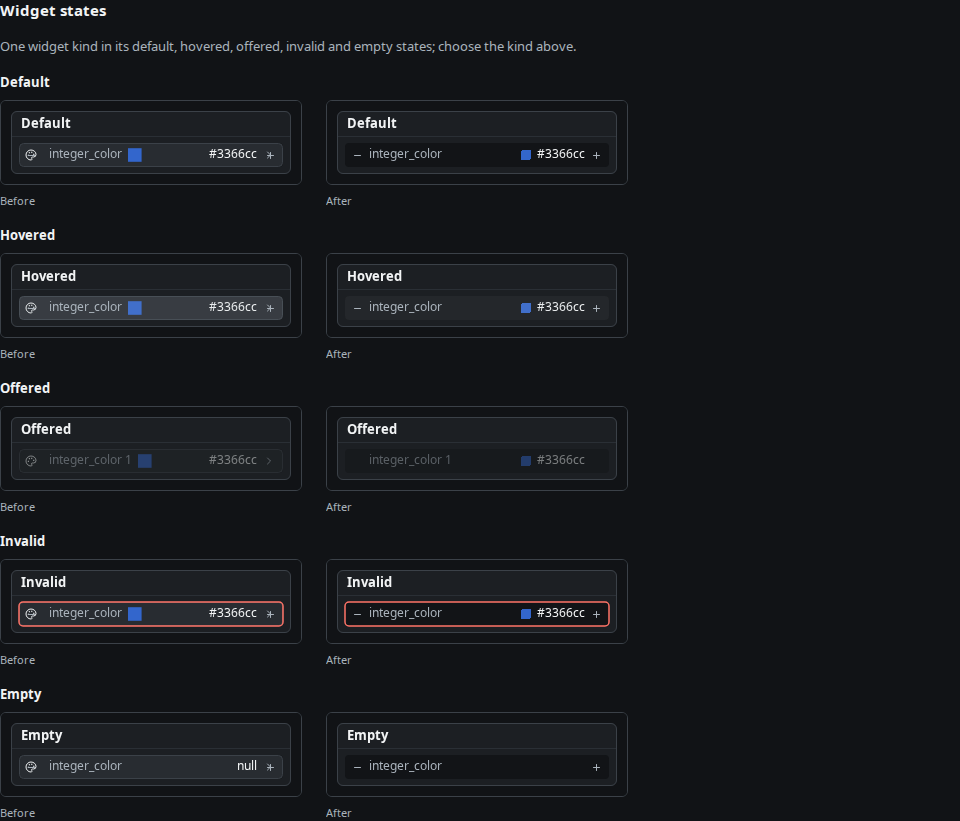 Widget states
One widget kind in its default, hovered, offered, invalid and empty states; choose the kind above.
Default
Default
integer_color #3366cc +
Default
− integer_color #3366cc +
Before
After
Hovered
Hovered
integer_color #3366cc +
Hovered
− integer_color #3366cc +
Before
After
Offered
Offered
integer_color 1 #3366cc ›
Offered
integer_color 1 #3366cc
Before
After
Invalid
Invalid
integer_color #3366cc +
Invalid
− integer_color #3366cc +
Before
After
Empty
Empty
integer_color null +
Empty
− integer_color +
Before
After